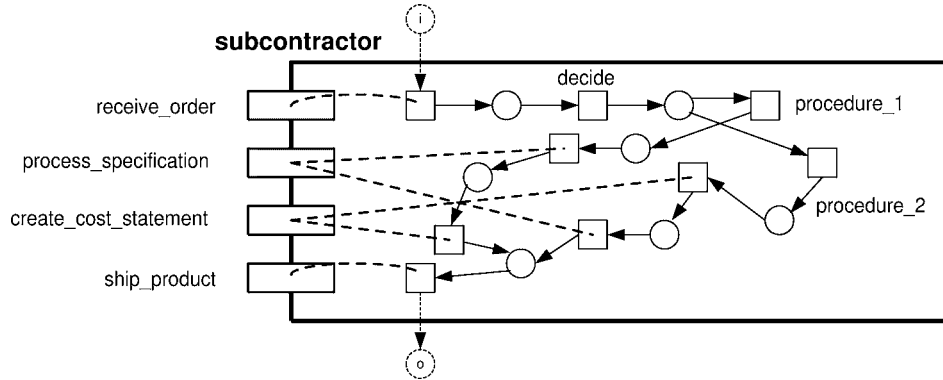 i
subcontractor
decide
receive_order
procedure_1
process_specification
create_cost_statement
procedure_2
ship_product
o